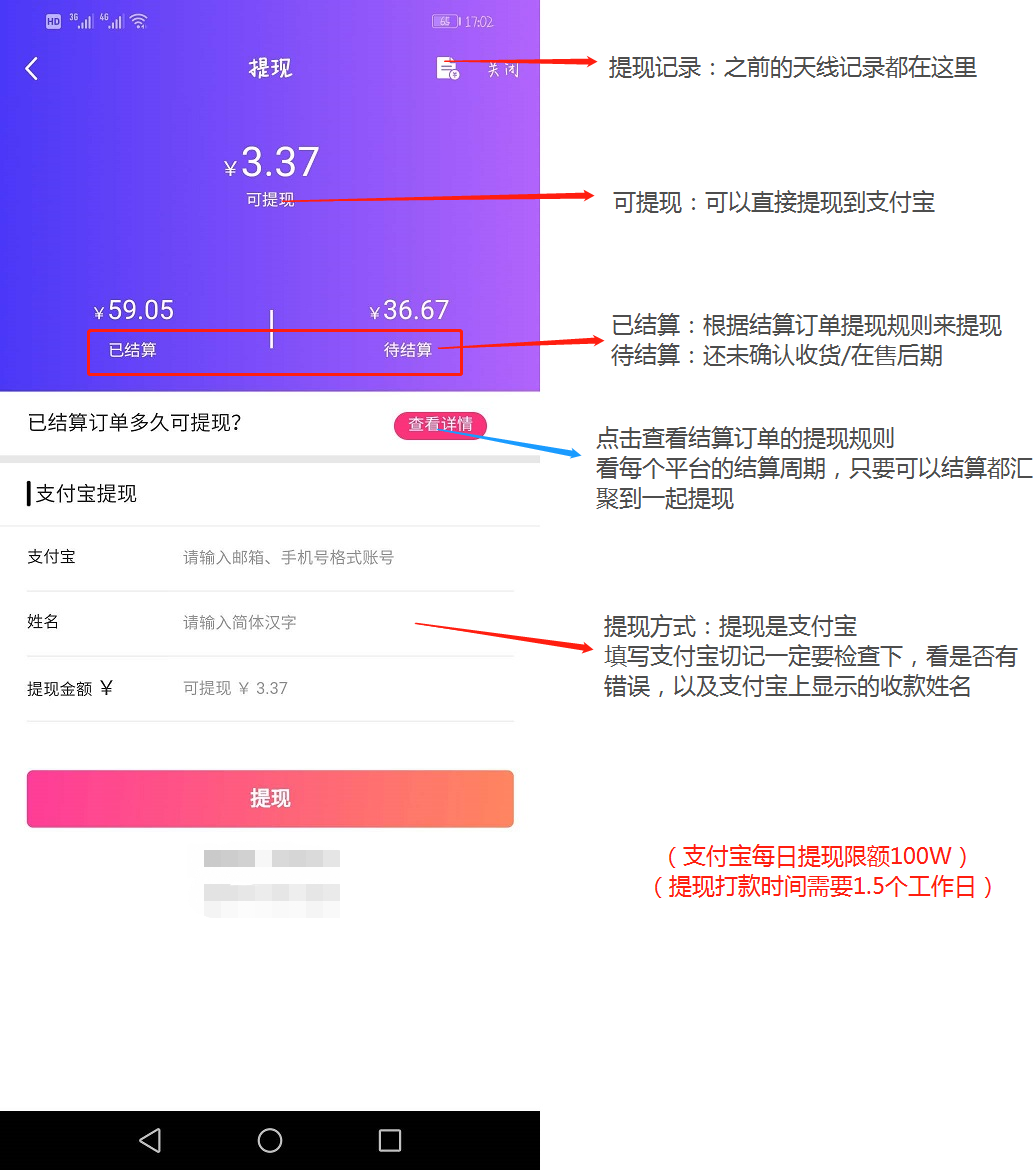 HD 3G 4G 65 17:02
提现 关闭
提现记录：之前的天线记录都在这里
¥3.37
可提现
可提现：可以直接提现到支付宝
¥59.05 ¥36.67
已结算 待结算
已结算：根据结算订单提现规则来提现
待结算：还未确认收货/在售后期
已结算订单多久可提现？ 查看详情
点击查看结算订单的提现规则
看每个平台的结算周期，只要可以结算都汇
聚到一起提现
支付宝提现
支付宝 请输入邮箱、手机号格式账号
姓名 请输入简体汉字
提现方式：提现是支付宝
填写支付宝切记一定要检查下，看是否有
错误，以及支付宝上显示的收款姓名
提现金额 ¥ 可提现 ¥ 3.37
提现
（支付宝每日提现限额100W）
（提现打款时间需要1.5个工作日）